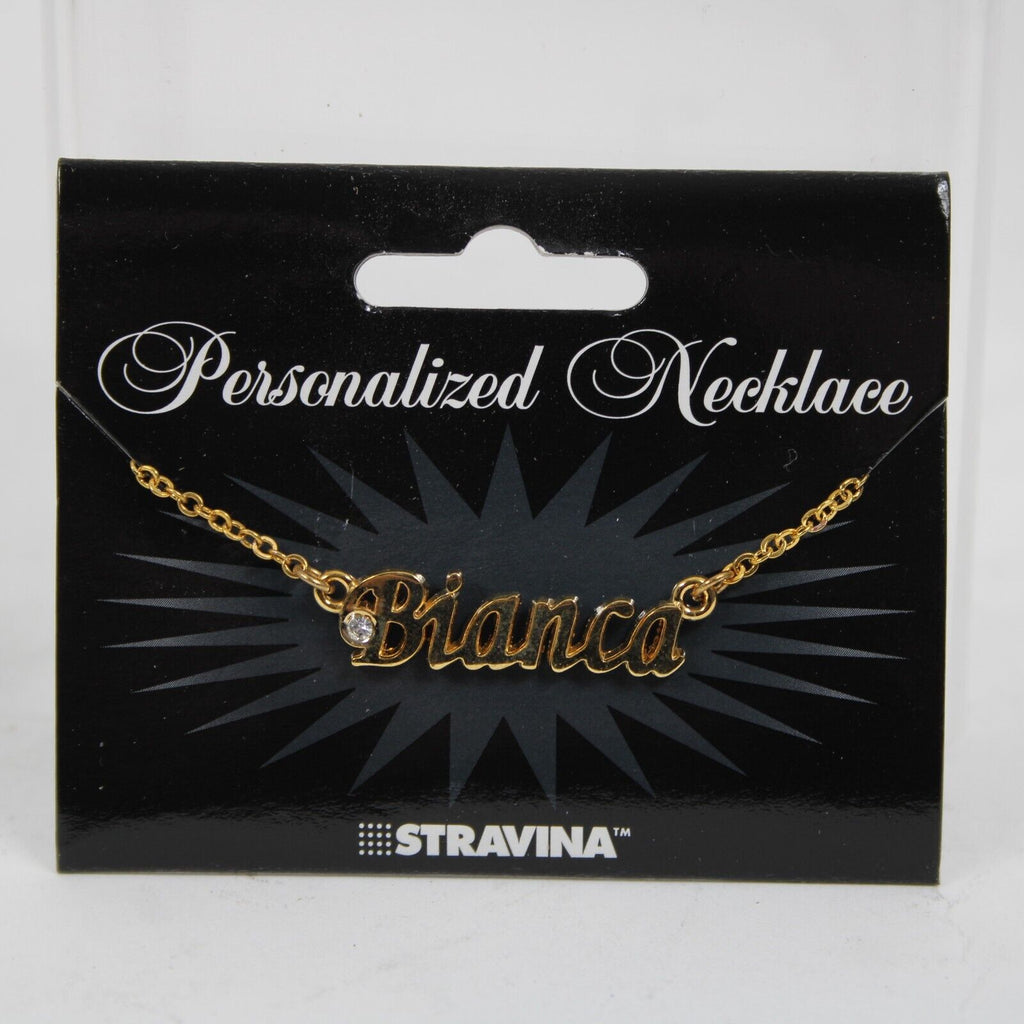 Personalized Necklace
Bianca
STRAVINA™